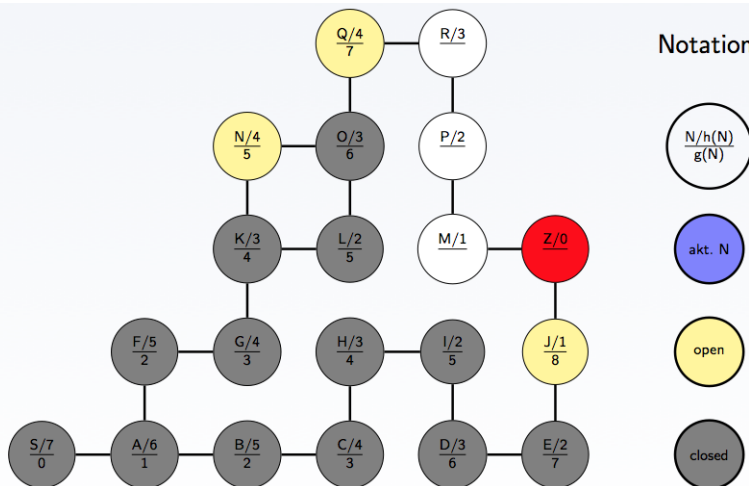 Q/4
7
R/3
Notation
N/4
5
O/3
6
P/2
N/h(N)
g(N)
K/3
4
L/2
5
M/1
Z/0
akt. N
F/5
2
G/4
3
H/3
4
I/2
5
J/1
8
open
S/7
0
A/6
1
B/5
2
C/4
3
D/3
6
E/2
7
closed